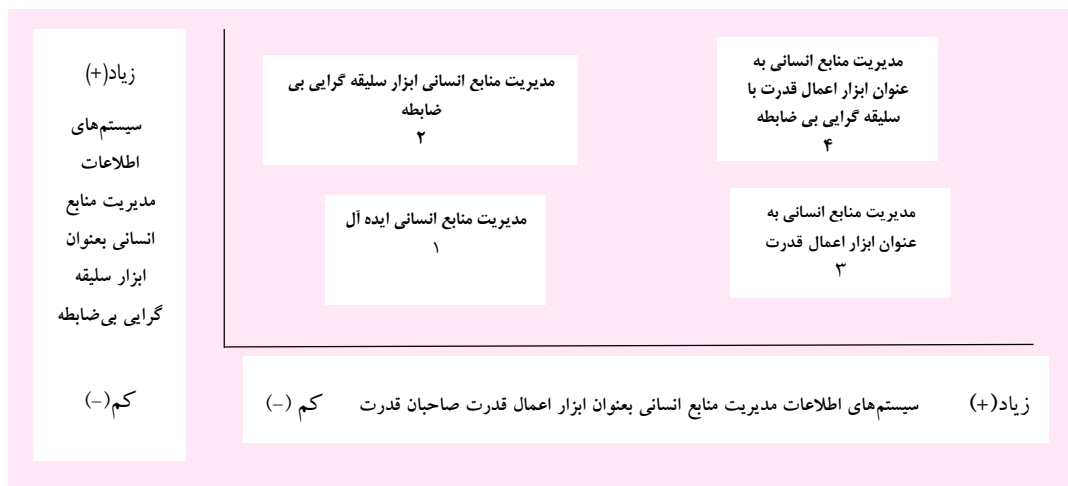 زیاد(+)
سیستم‌های
اطلاعات
مدیریت منابع
انسانی بعنوان
ابزار سلیقه
گرایی بی‌ضابطه
کم(–)
مدیریت منابع انسانی ابزار سلیقه گرایی بی
ضابطه
۲
مدیریت منابع انسانی به
عنوان ابزار اعمال قدرت با
سلیقه گرایی بی ضابطه
۴
مدیریت منابع انسانی ایده آل
۱
مدیریت منابع انسانی به
عنوان ابزار اعمال قدرت
۳
زیاد(+) سیستم‌های اطلاعات مدیریت منابع انسانی بعنوان ابزار اعمال قدرت صاحبان قدرت کم (–)